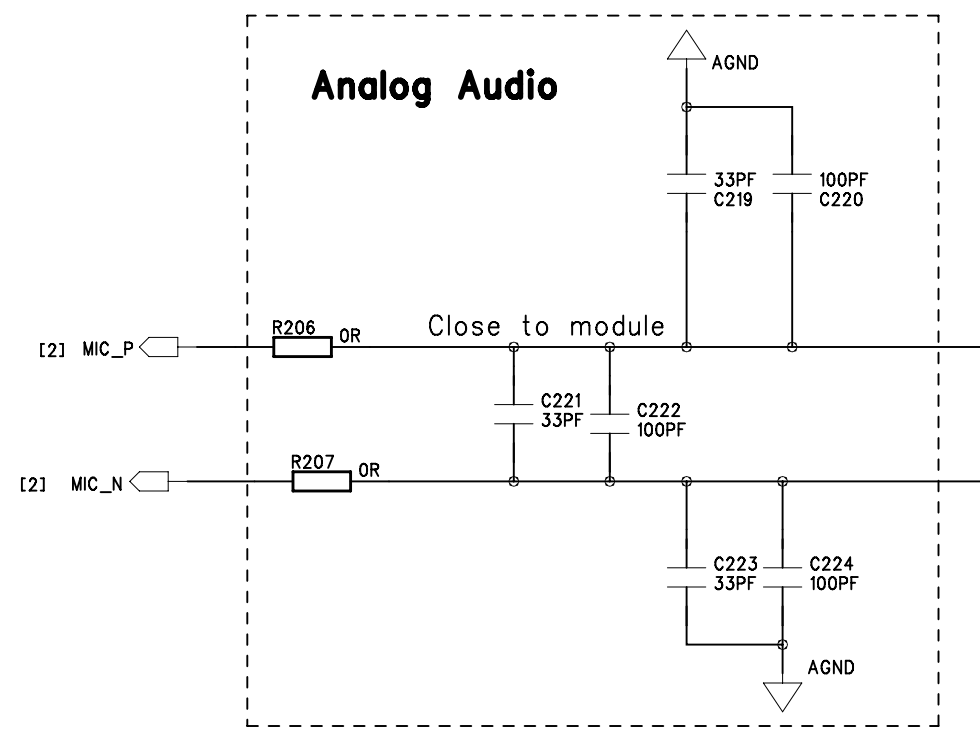 AGND
Analog Audio
33PF
C219
100PF
C220
Close to module
R206
0R
[2] MIC_P
C221
33PF
C222
100PF
R207
0R
[2] MIC_N
C223
33PF
C224
100PF
AGND